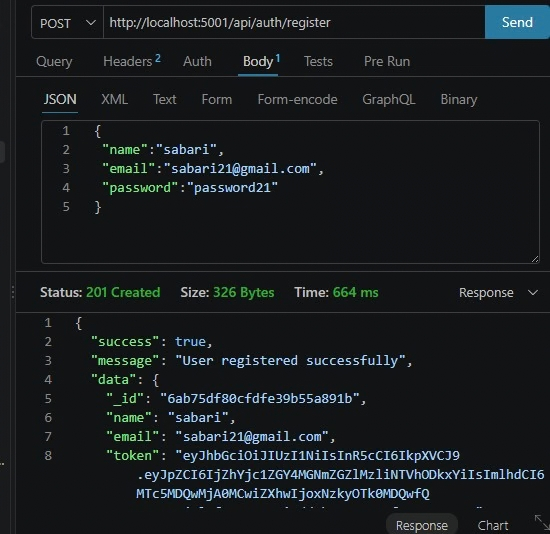 POST http://localhost:5001/api/auth/register Send
Query Headers 2 Auth Body 1 Tests Pre Run
JSON XML Text Form Form-encode GraphQL Binary
1 {
2 "name":"sabari",
3 "email":"sabari21@gmail.com",
4 "password":"password21"
5 }
Status: 201 Created Size: 326 Bytes Time: 664 ms Response
1 {
2 "success": true,
3 "message": "User registered successfully",
4 "data": {
5 "_id": "6ab75df80cfdfe39b55a891b",
6 "name": "sabari",
7 "email": "sabari21@gmail.com",
8 "token": "eyJhbGciOiJIUzI1NiIsInR5cCI6IkpXVCJ9
.eyJpZCI6IjZhYjc1ZGY4MGNmZGZlMzliNTVhODkxYiIsImlhdCI6
MTc5MDQwMjA0MCwiZXhwIjoxNzkyOTk0MDQwfQ
Response Chart